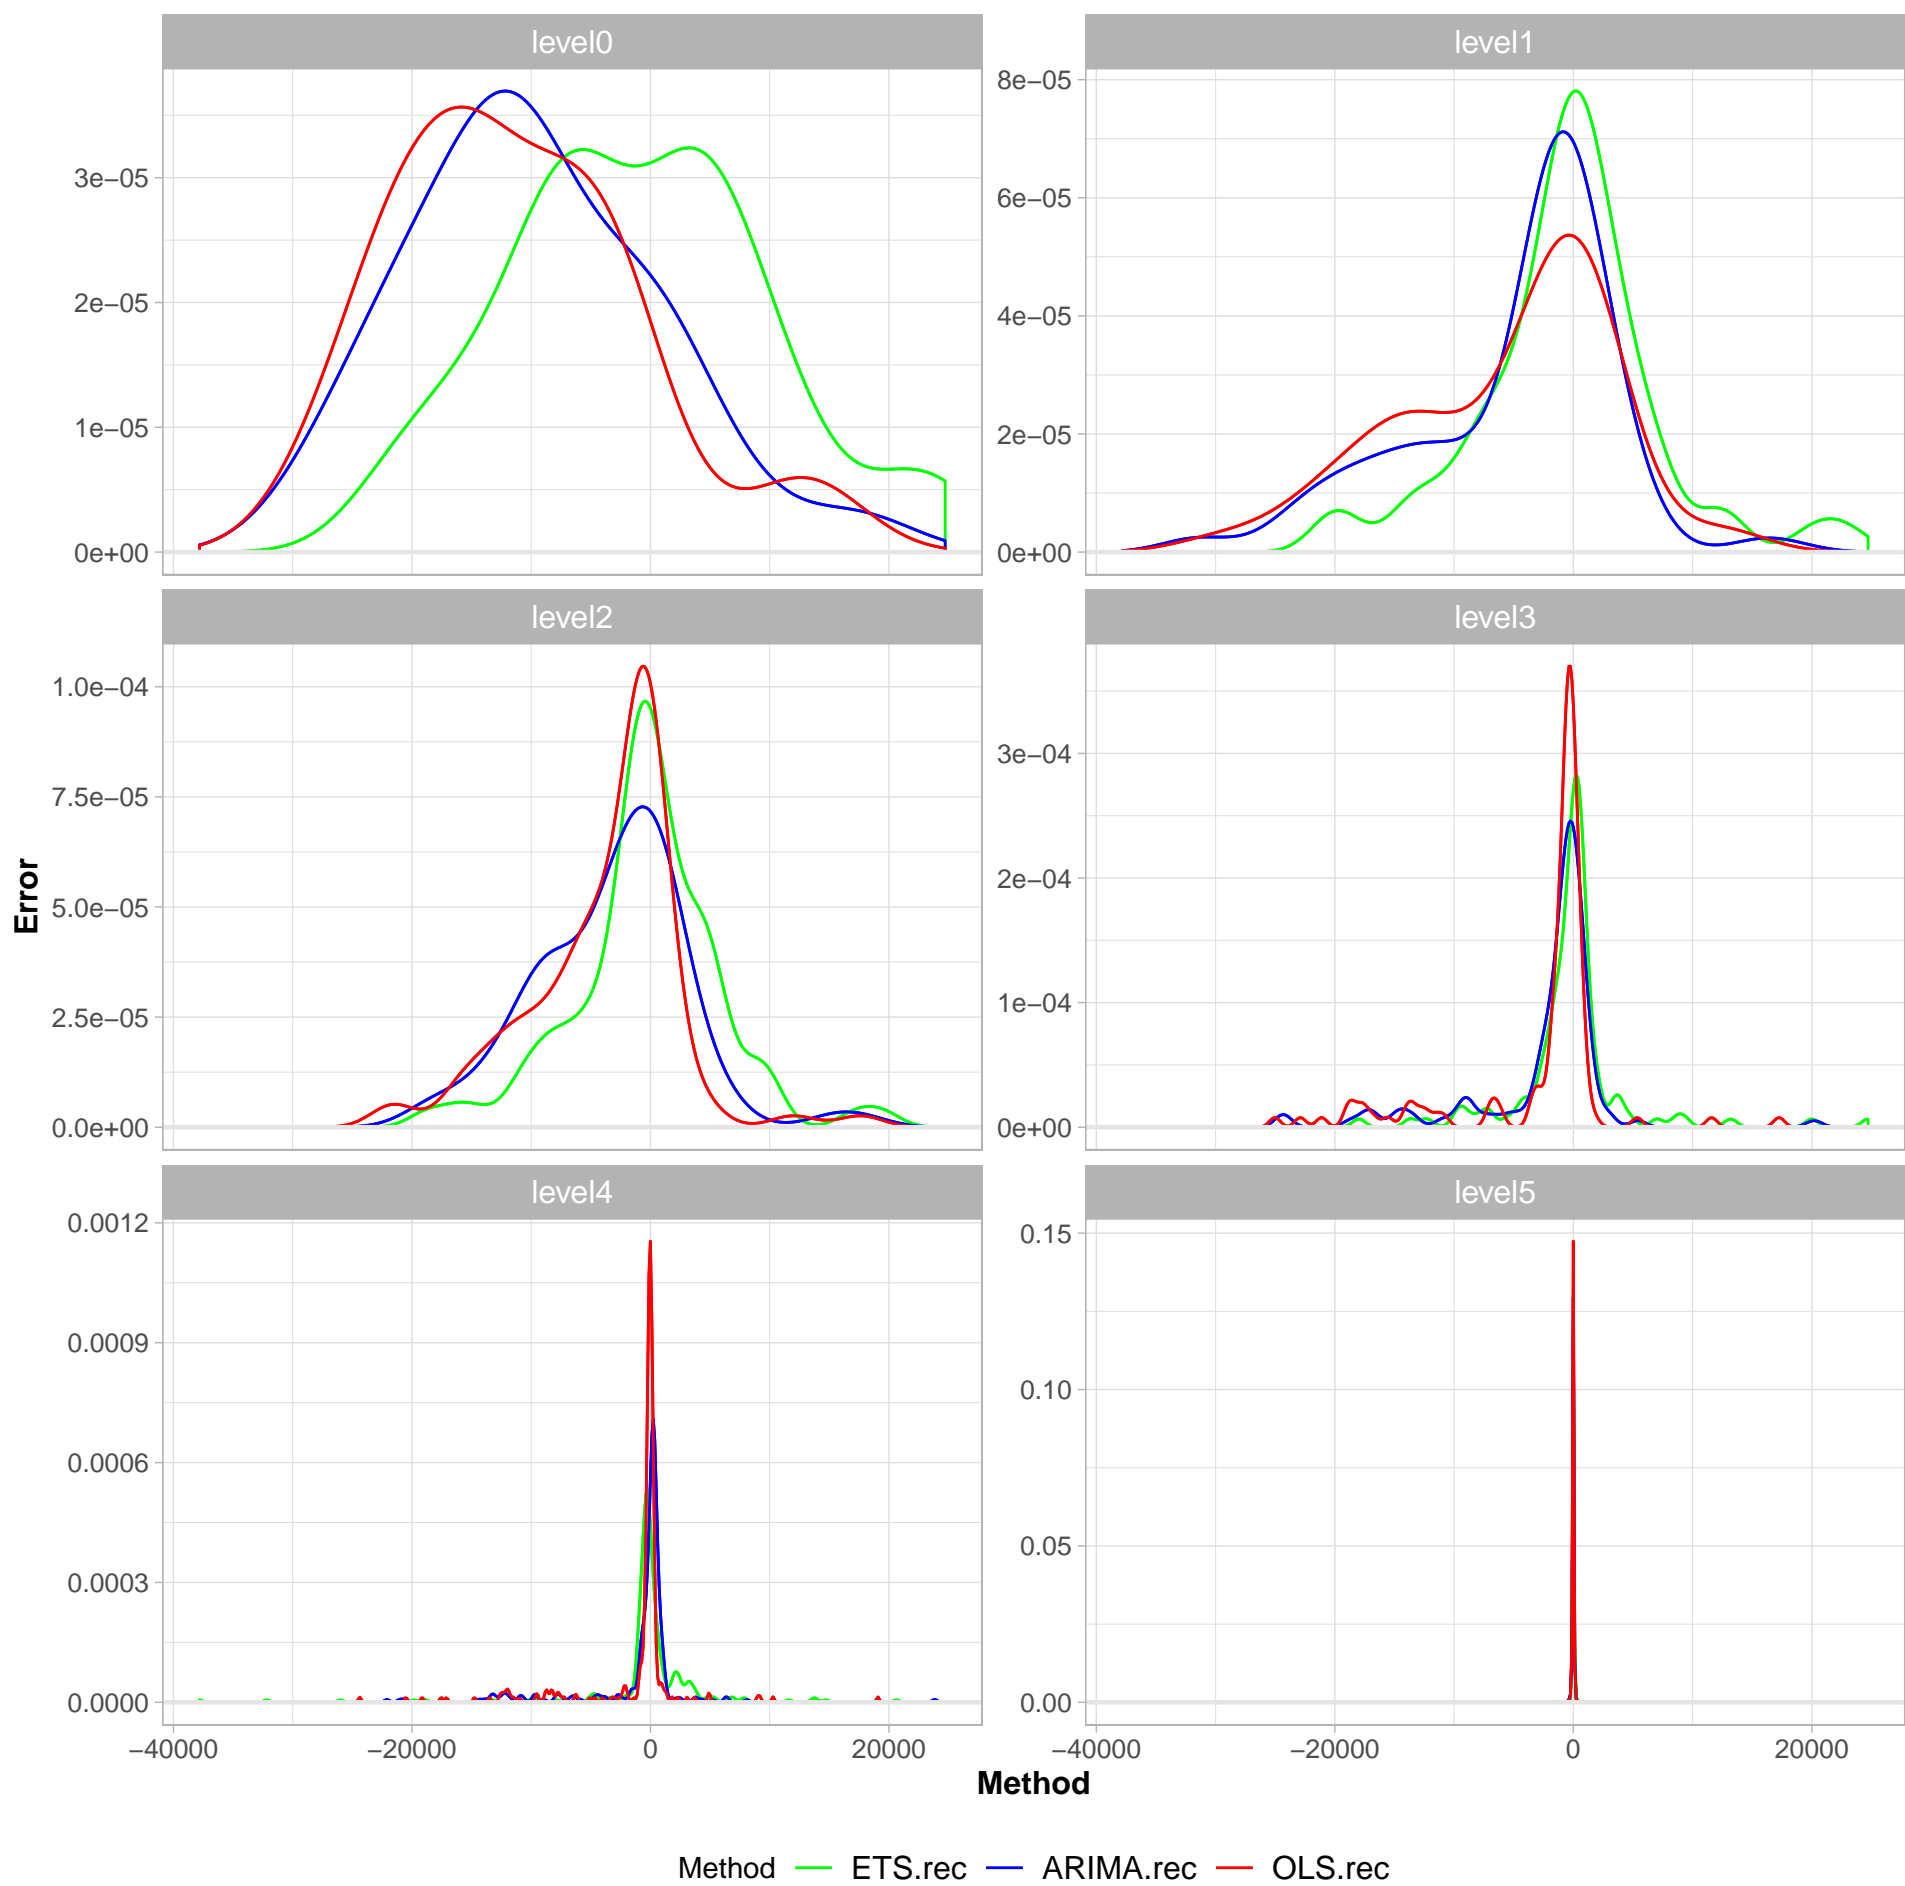 level0
level1
3e−05
2e−05
1e−05
0e+00
8e−05
6e−05
4e−05
2e−05
0e+00
level2
level3
1.0e−04
7.5e−05
5.0e−05
2.5e−05
0.0e+00
3e−04
2e−04
1e−04
0e+00
Error
level4
level5
0.0012
0.0009
0.0006
0.0003
0.0000
0.15
0.10
0.05
0.00
−40000 −20000 0 20000
−40000 −20000 0 20000
Method
Method ETS.rec ARIMA.rec OLS.rec